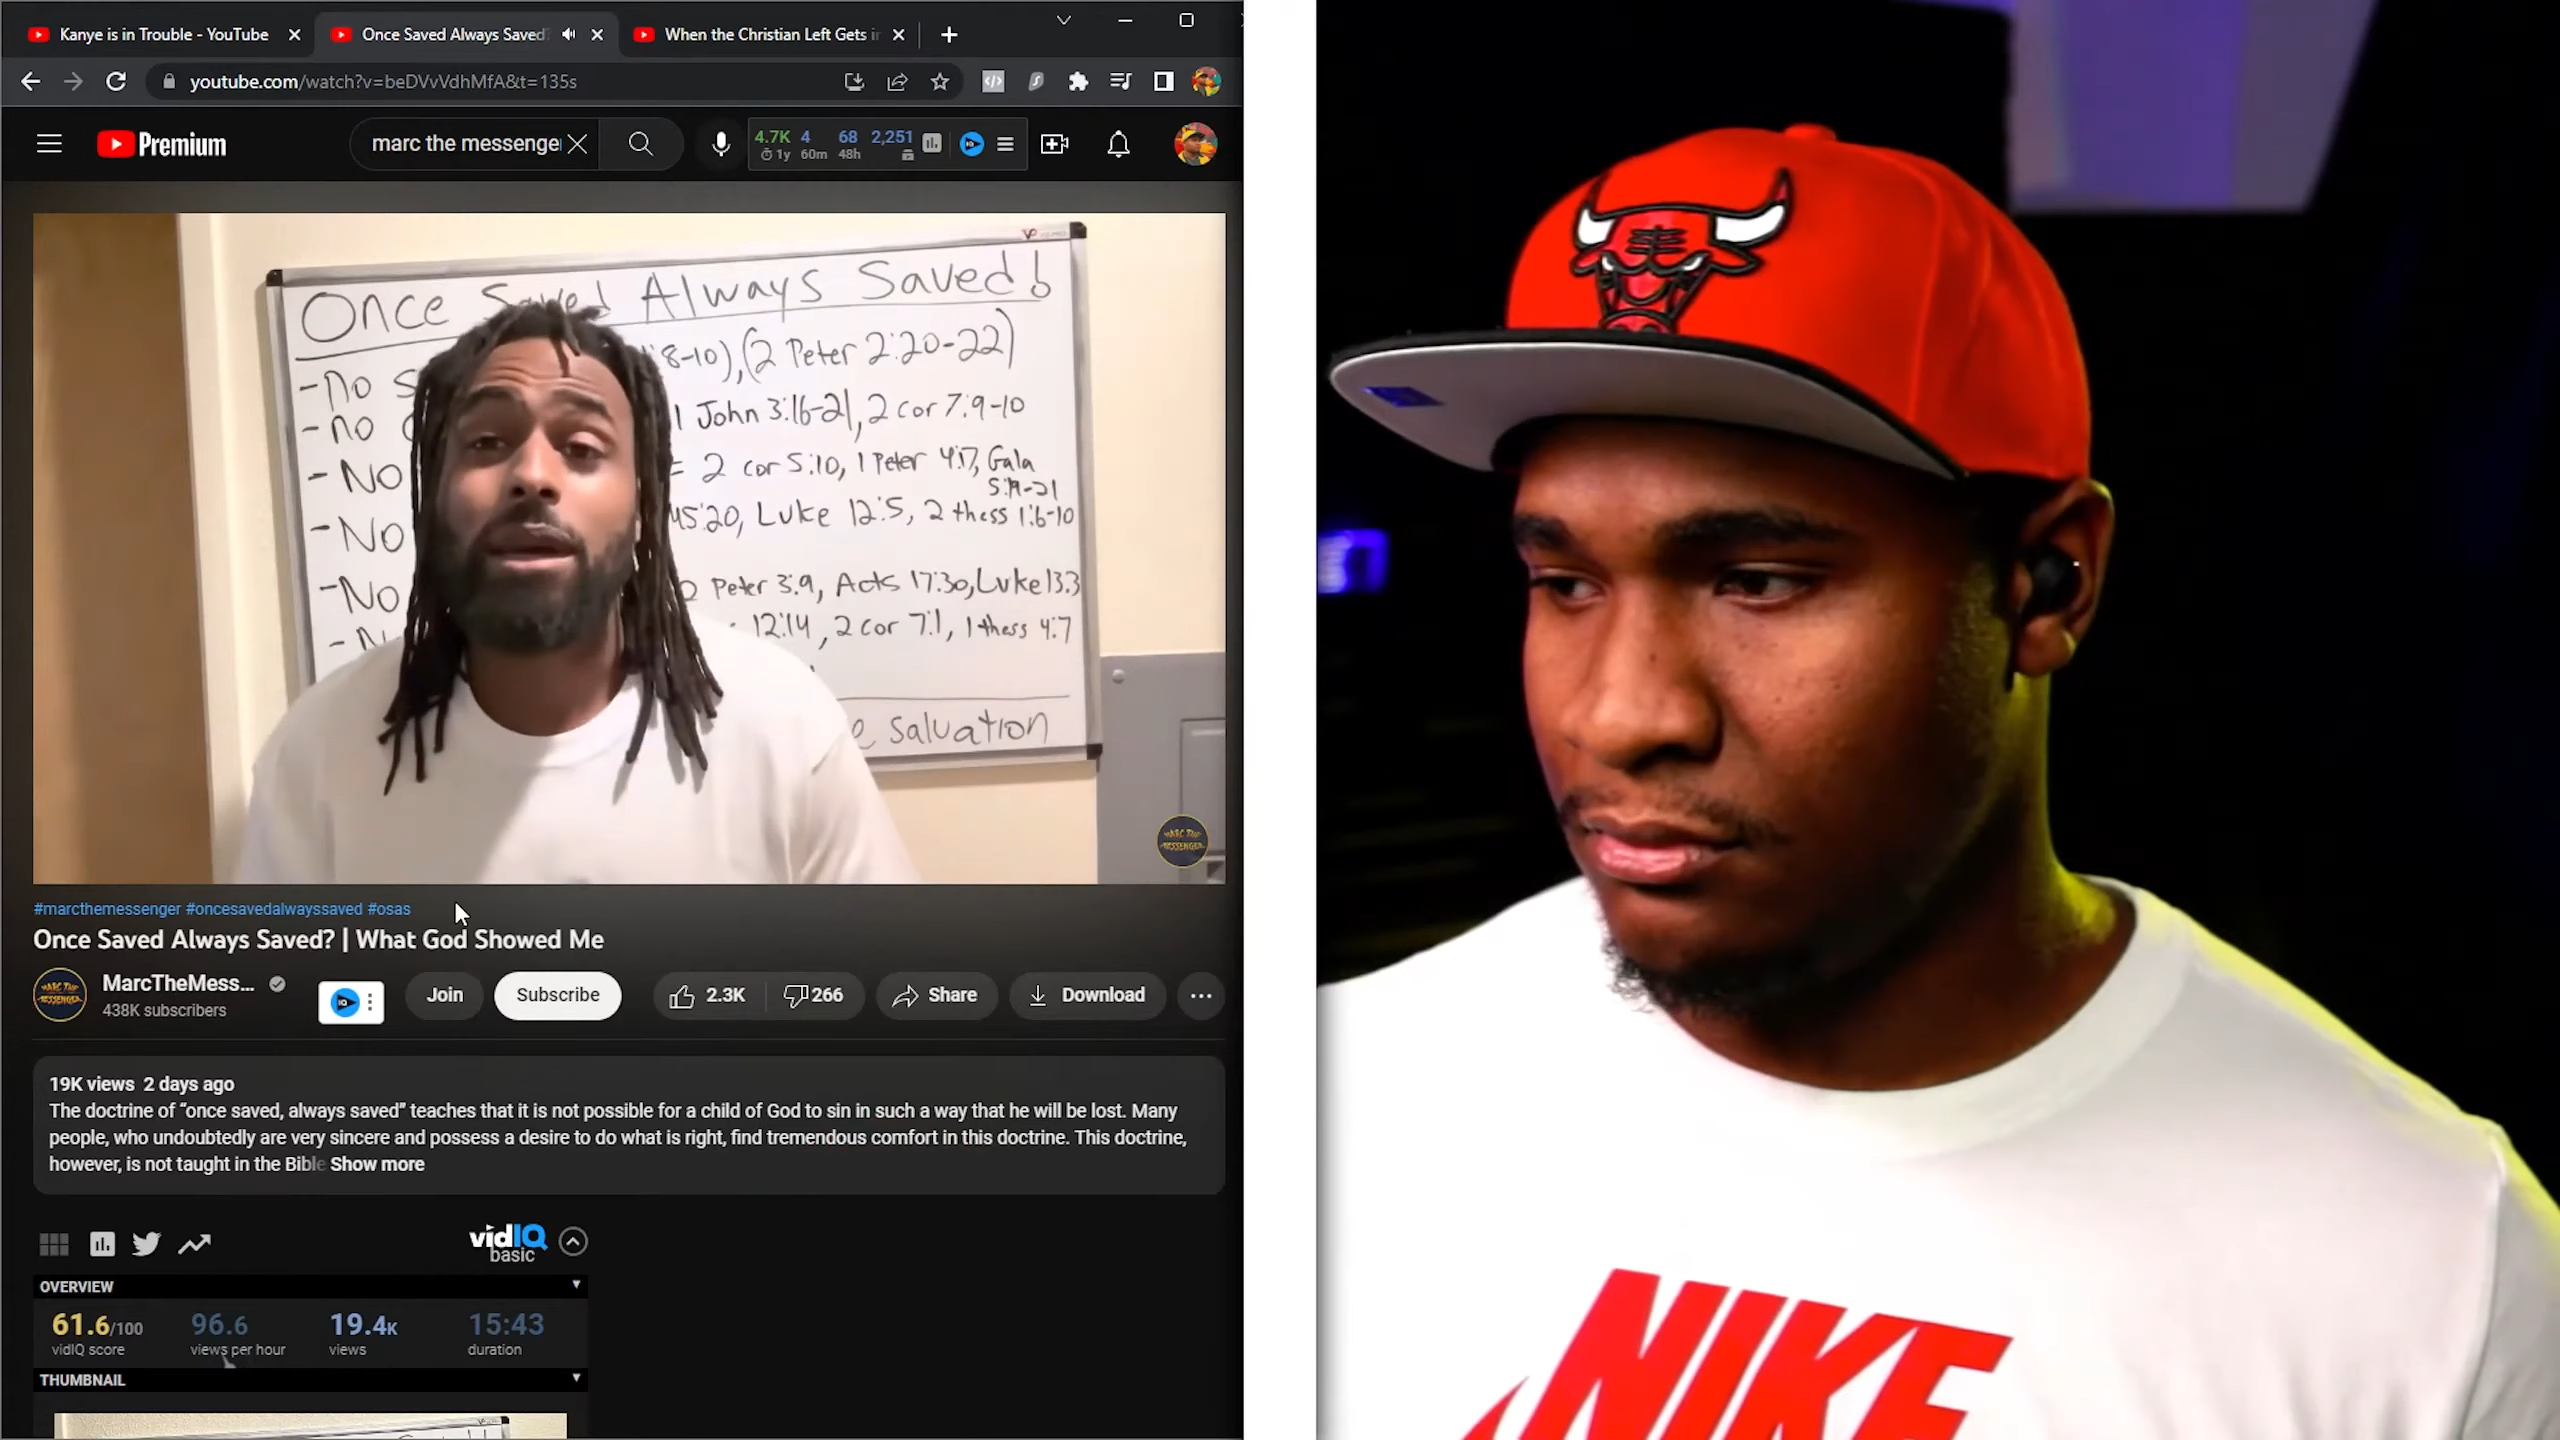 Kanye is in Trouble - YouTube
Once Saved Always Saved?
When the Christian Left Gets in
youtube.com/watch?v=beDVvVdhMfA&t=135s
Premium
marc the messenge
4.7K 4 68 2,251
1y 60m 48h
Once Saved Always Saved!
-no
8-10), (2 Peter 2:20-22)
-no
1 John 3:16-21, 2 cor 7:9-10
-NO
= 2 cor 5:10, 1 Peter 4:17, Gala
5:19-21
-NO
45:20, Luke 12:5, 2 thess 1:6-10
-NO
2 Peter 3:9, Acts 17:30, Luke 13:3
12:14, 2 cor 7:1, 1 thess 4:7
salvation
MARC THE
MESSENGER
#marcthemessenger #oncesavedalwayssaved #osas
Once Saved Always Saved? | What God Showed Me
MARC THE
MESSENGER
MarcTheMess...
438K subscribers
IQ
Join
Subscribe
2.3K
266
Share
Download
19K views 2 days ago
The doctrine of “once saved, always saved” teaches that it is not possible for a child of God to sin in such a way that he will be lost. Many
people, who undoubtedly are very sincere and possess a desire to do what is right, find tremendous comfort in this doctrine. This doctrine,
however, is not taught in the Bible Show more
vidIQ
basic
OVERVIEW
61.6/100 96.6 19.4K 15:43
vidIQ score views per hour views duration
THUMBNAIL
NIKE